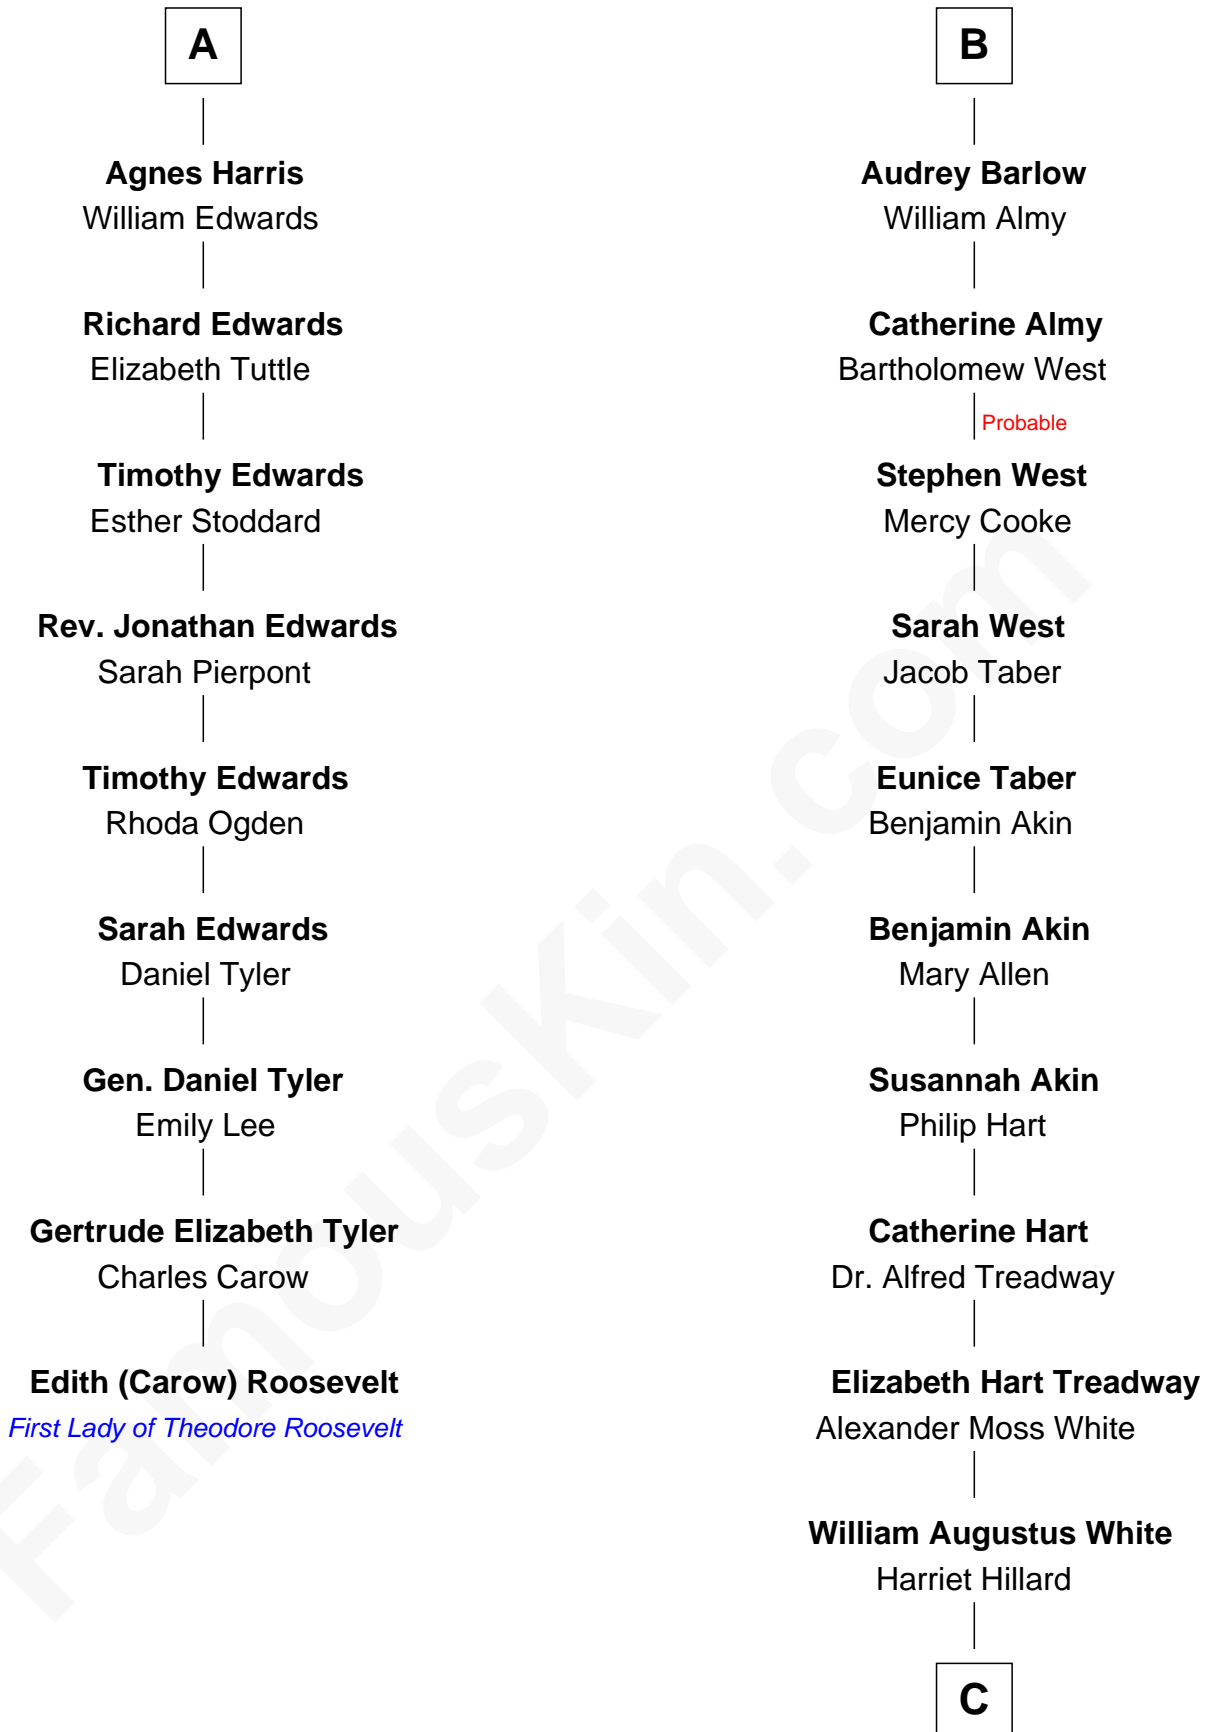 A
Agnes Harris
William Edwards
Richard Edwards
Elizabeth Tuttle
Timothy Edwards
Esther Stoddard
Rev. Jonathan Edwards
Sarah Pierpont
Timothy Edwards
Rhoda Ogden
Sarah Edwards
Daniel Tyler
Gen. Daniel Tyler
Emily Lee
Gertrude Elizabeth Tyler
Charles Carow
Edith (Carow) Roosevelt
First Lady of Theodore Roosevelt
B
Audrey Barlow
William Almy
Catherine Almy
Bartholomew West
Probable
Stephen West
Mercy Cooke
Sarah West
Jacob Taber
Eunice Taber
Benjamin Akin
Benjamin Akin
Mary Allen
Susannah Akin
Philip Hart
Catherine Hart
Dr. Alfred Treadway
Elizabeth Hart Treadway
Alexander Moss White
William Augustus White
Harriet Hillard
C
FamousKin.com